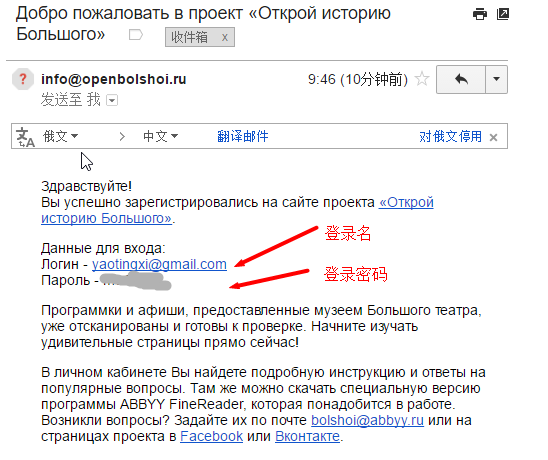 Добро пожаловать в проект «Открой историю
Большого»
收件箱 x
? info@openbolshoi.ru 9:46 (10分钟前)
发送至 我
俄文 > 中文 翻译邮件 对俄文停用 ×
Здравствуйте!
Вы успешно зарегистрировались на сайте проекта «Открой
историю Большого».
Данные для входа:
登录名
Логин - yaotingxi@gmail.com
登录密码
Пароль -
Программки и афиши, предоставленные музеем Большого театра,
уже отсканированы и готовы к проверке. Начните изучать
удивительные страницы прямо сейчас!
В личном кабинете Вы найдете подробную инструкцию и ответы на
популярные вопросы. Там же можно скачать специальную версию
программы ABBYY FineReader, которая понадобится в работе.
Возникли вопросы? Задайте их по почте bolshoi@abbyy.ru или на
страницах проекта в Facebook или Вконтакте.